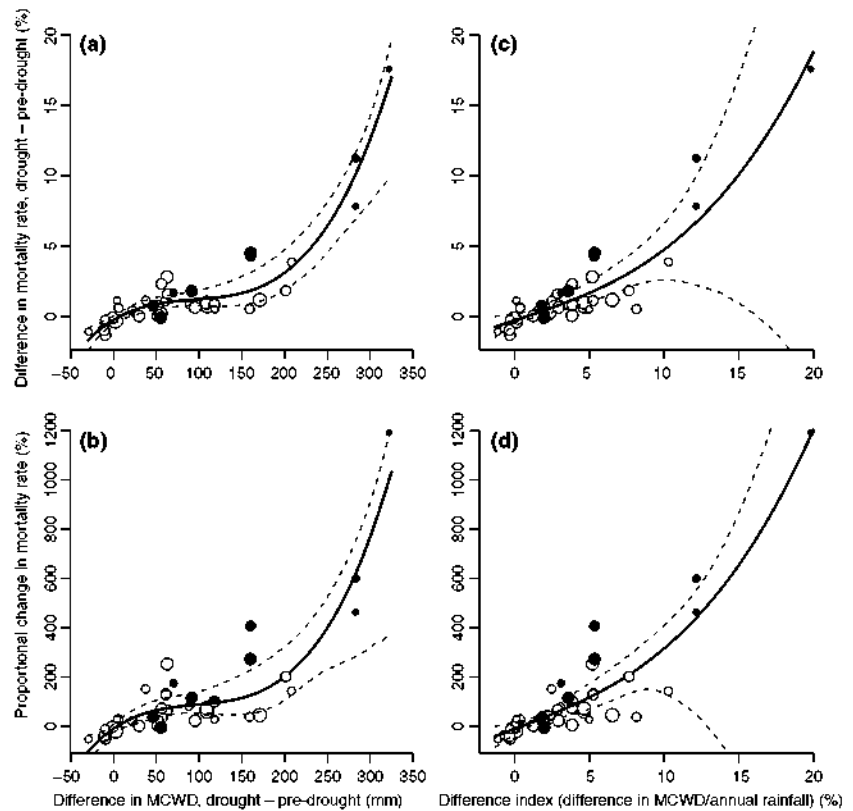 Difference in mortality rate, drought – pre-drought (%)
(a)
20
15
10
5
0
−50 0 50 100 150 200 250 300 350
(c)
20
15
10
5
0
0 5 10 15 20
Proportional change in mortality rate (%)
(b)
1200
1000
800
600
400
200
0
−50 0 50 100 150 200 250 300 350
Difference in MCWD, drought – pre-drought (mm)
(d)
1200
1000
800
600
400
200
0
0 5 10 15 20
Difference index (difference in MCWD/annual rainfall) (%)